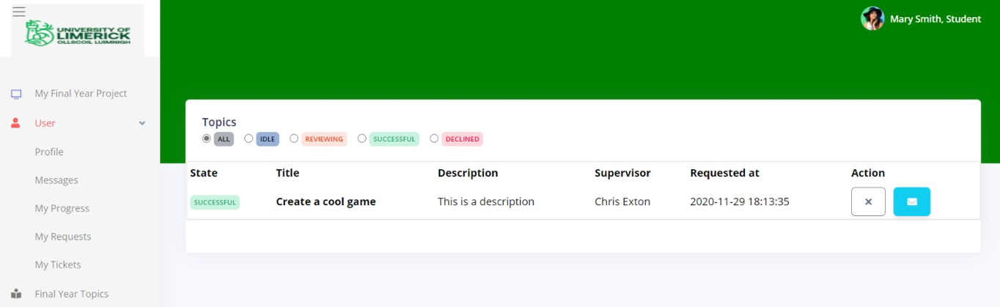 UNIVERSITY OF
LIMERICK
OLLSCOIL LUIMNIGH
Mary Smith, Student
My Final Year Project
User
Profile
Messages
My Progress
My Requests
My Tickets
Final Year Topics
Topics
ALL IDLE REVIEWING SUCCESSFUL DECLINED
State Title Description Supervisor Requested at Action
SUCCESSFUL Create a cool game This is a description Chris Exton 2020-11-29 18:13:35